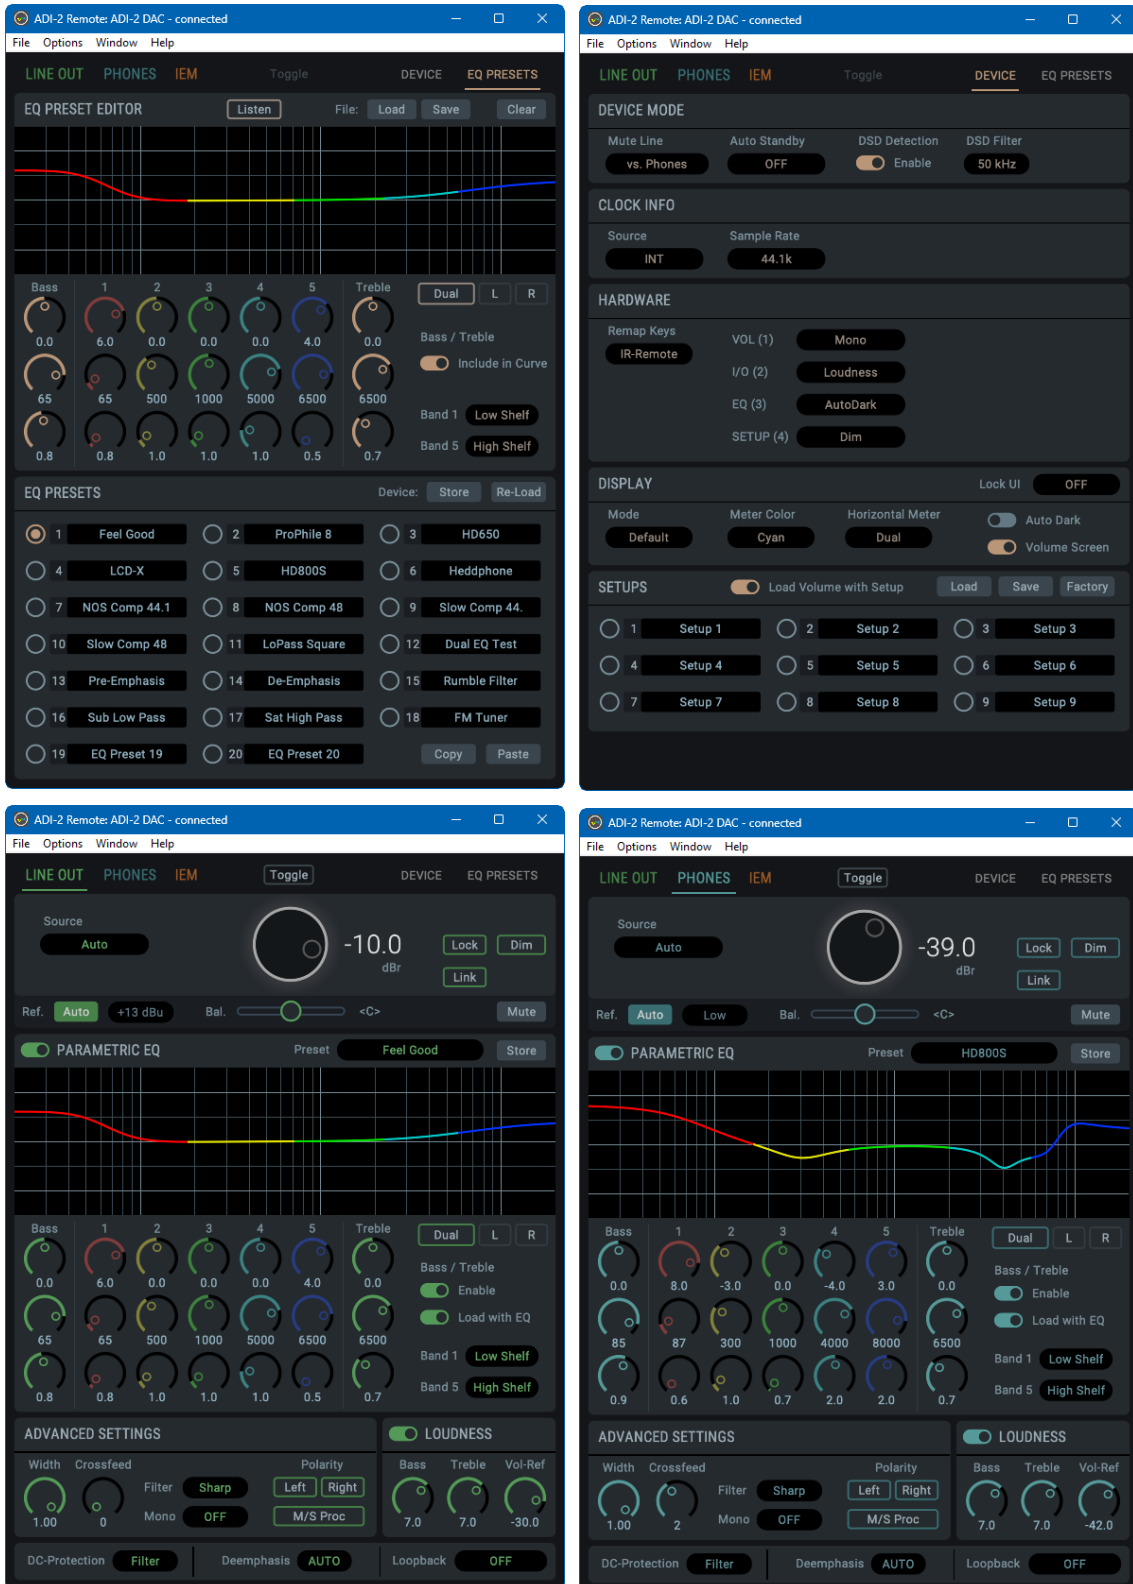 ADI-2 Remote: ADI-2 DAC - connected
File Options Window Help
LINE OUT PHONES IEM Toggle DEVICE EQ PRESETS
EQ PRESET EDITOR Listen File: Load Save Clear
Bass 1 2 3 4 5 Treble Dual L R
0.0 6.0 0.0 0.0 0.0 4.0 0.0
Bass / Treble
Include in Curve
65 65 500 1000 5000 6500 6500
Band 1 Low Shelf
Band 5 High Shelf
0.8 0.8 1.0 1.0 1.0 0.5 0.7
EQ PRESETS Device: Store Re-Load
1 Feel Good 2 ProPhile 8 3 HD650
4 LCD-X 5 HD800S 6 Heddphone
7 NOS Comp 44.1 8 NOS Comp 48 9 Slow Comp 44.
10 Slow Comp 48 11 LoPass Square 12 Dual EQ Test
13 Pre-Emphasis 14 De-Emphasis 15 Rumble Filter
16 Sub Low Pass 17 Sat High Pass 18 FM Tuner
19 EQ Preset 19 20 EQ Preset 20 Copy Paste
ADI-2 Remote: ADI-2 DAC - connected
File Options Window Help
LINE OUT PHONES IEM Toggle DEVICE EQ PRESETS
DEVICE MODE
Mute Line Auto Standby DSD Detection DSD Filter
vs. Phones OFF Enable 50 kHz
CLOCK INFO
Source Sample Rate
INT 44.1k
HARDWARE
Remap Keys VOL (1) Mono
IR-Remote
I/O (2) Loudness
EQ (3) AutoDark
SETUP (4) Dim
DISPLAY Lock UI OFF
Mode Meter Color Horizontal Meter Auto Dark
Default Cyan Dual Volume Screen
SETUPS Load Volume with Setup Load Save Factory
1 Setup 1 2 Setup 2 3 Setup 3
4 Setup 4 5 Setup 5 6 Setup 6
7 Setup 7 8 Setup 8 9 Setup 9
ADI-2 Remote: ADI-2 DAC - connected
File Options Window Help
LINE OUT PHONES IEM Toggle DEVICE EQ PRESETS
Source
Auto -10.0 Lock Dim
dBr
Link
Ref. Auto +13 dBu Bal. <C> Mute
PARAMETRIC EQ Preset Feel Good Store
Bass 1 2 3 4 5 Treble Dual L R
0.0 6.0 0.0 0.0 0.0 4.0 0.0
Bass / Treble
Enable
Load with EQ
65 65 500 1000 5000 6500 6500
Band 1 Low Shelf
Band 5 High Shelf
0.8 0.8 1.0 1.0 1.0 0.5 0.7
ADVANCED SETTINGS LOUDNESS
Width Crossfeed Polarity Bass Treble Vol-Ref
Filter Sharp Left Right
Mono OFF M/S Proc
1.00 0 7.0 7.0 -30.0
DC-Protection Filter Deemphasis AUTO Loopback OFF
ADI-2 Remote: ADI-2 DAC - connected
File Options Window Help
LINE OUT PHONES IEM Toggle DEVICE EQ PRESETS
Source
Auto -39.0 Lock Dim
dBr
Link
Ref. Auto Low Bal. <C> Mute
PARAMETRIC EQ Preset HD800S Store
Bass 1 2 3 4 5 Treble Dual L R
0.0 8.0 -3.0 0.0 -4.0 3.0 0.0
Bass / Treble
Enable
Load with EQ
85 87 300 1000 4000 8000 6500
Band 1 Low Shelf
Band 5 High Shelf
0.9 0.6 1.0 0.7 2.0 2.0 0.7
ADVANCED SETTINGS LOUDNESS
Width Crossfeed Polarity Bass Treble Vol-Ref
Filter Sharp Left Right
Mono OFF M/S Proc
1.00 2 7.0 7.0 -42.0
DC-Protection Filter Deemphasis AUTO Loopback OFF